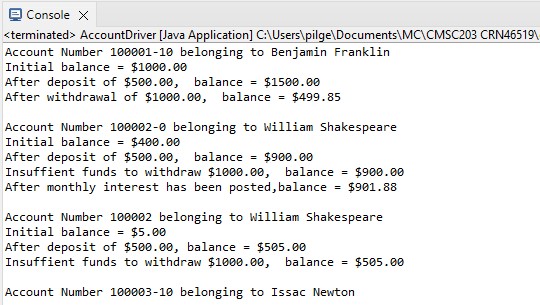 Console
<terminated> AccountDriver [Java Application] C:\Users\pilge\Documents\MC\CMSC203 CRN46519\
Account Number 100001-10 belonging to Benjamin Franklin
Initial balance = $1000.00
After deposit of $500.00,  balance = $1500.00
After withdrawal of $1000.00,  balance = $499.85

Account Number 100002-0 belonging to William Shakespeare
Initial balance = $400.00
After deposit of $500.00,  balance = $900.00
Insufficient funds to withdraw $1000.00,  balance = $900.00
After monthly interest has been posted,balance = $901.88

Account Number 100002 belonging to William Shakespeare
Initial balance = $5.00
After deposit of $500.00, balance = $505.00
Insufficient funds to withdraw $1000.00,  balance = $505.00

Account Number 100003-10 belonging to Issac Newton